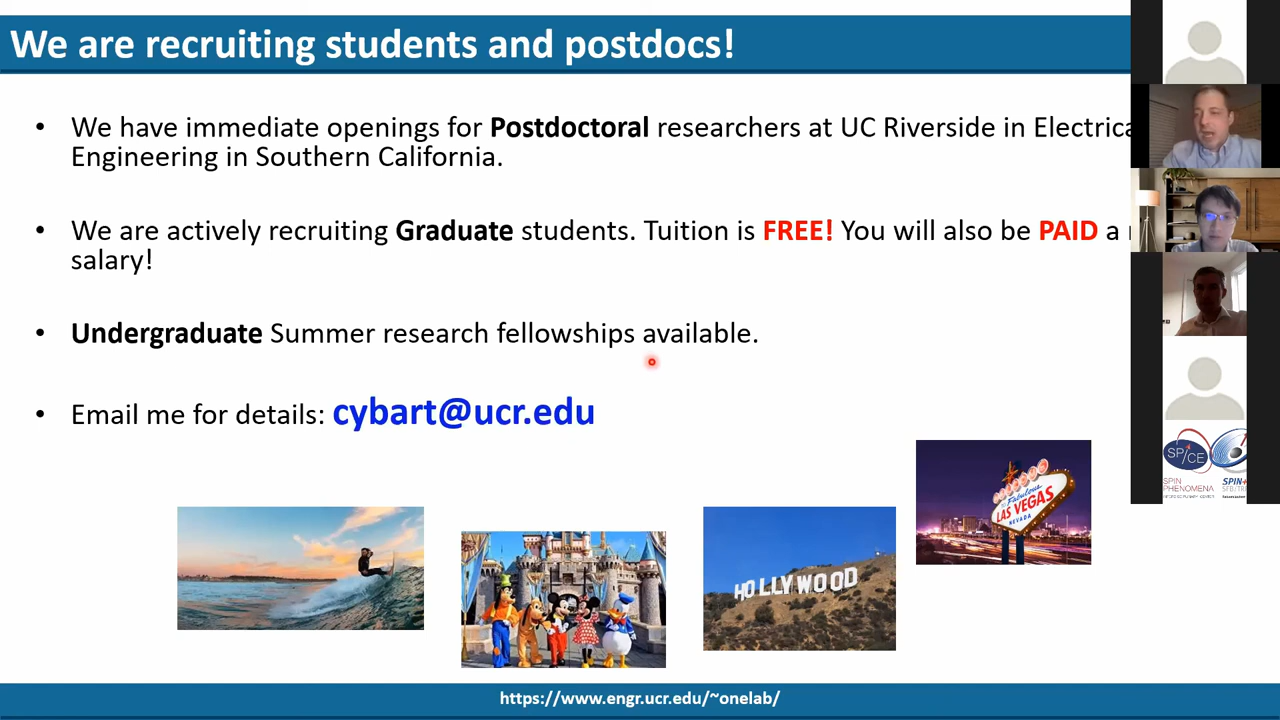 We are recruiting students and postdocs!
• We have immediate openings for Postdoctoral researchers at UC Riverside in Electrica
Engineering in Southern California.
• We are actively recruiting Graduate students. Tuition is FREE! You will also be PAID a
salary!
• Undergraduate Summer research fellowships available.
• Email me for details: cybart@ucr.edu
Fabulous
LAS VEGAS
NEVADA
HOLLYWOOD
SPICE
SPIN
PHENOMENA
SPIN+
https://www.engr.ucr.edu/~onelab/